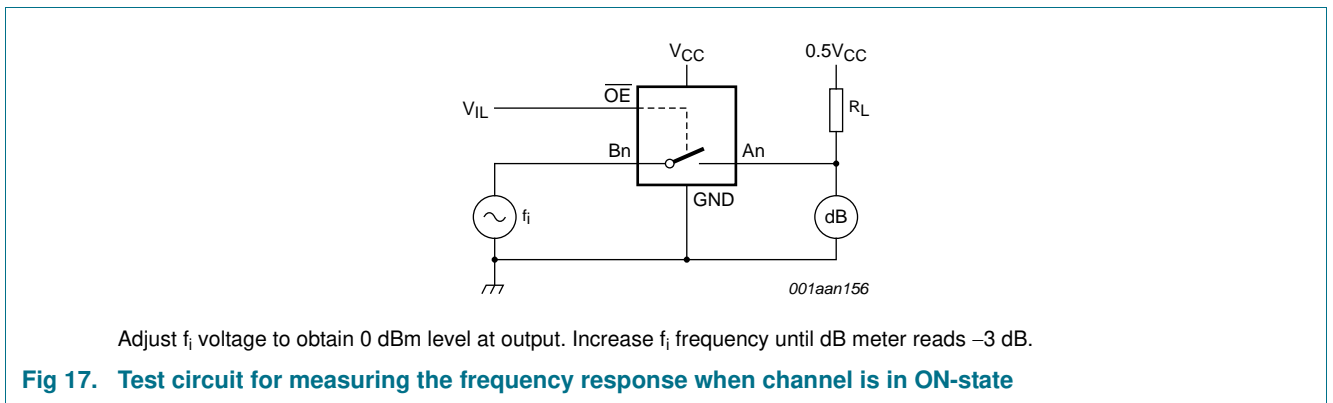 VCC 0.5VCC
OE
VIL RL
Bn An
GND
fi dB
001aan156
Adjust fi voltage to obtain 0 dBm level at output. Increase fi frequency until dB meter reads −3 dB.
Fig 17. Test circuit for measuring the frequency response when channel is in ON-state